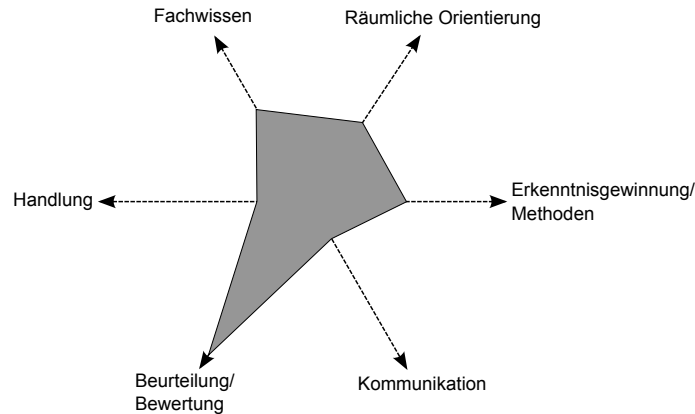 Fachwissen
Räumliche Orientierung
Handlung
Erkenntnisgewinnung/
Methoden
Beurteilung/
Bewertung
Kommunikation